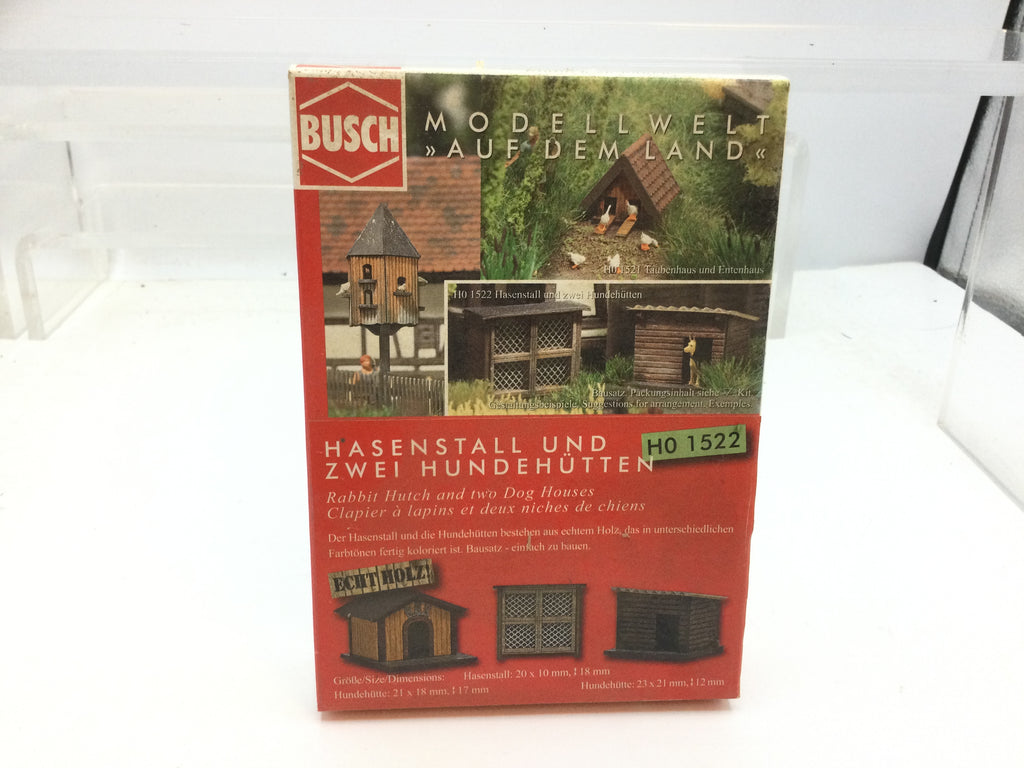 BUSCH
MODELLWELT
»AUF DEM LAND«
H0 1521 Taubenhaus und Entenhaus
H0 1522 Hasenstall und zwei Hundehütten
Bausatz. Packungsinhalt siehe Kit.
Gestaltungsbeispiele. Suggestions for arrangement. Exemples.
HASENSTALL UND
ZWEI HUNDEHÜTTEN
H0 1522
Rabbit Hutch and two Dog Houses
Clapier à lapins et deux niches de chiens
Der Hasenstall und die Hundehütten bestehen aus echtem Holz, das in unterschiedlichen
Farbtönen fertig koloriert ist. Bausatz - einfach zu bauen.
ECHT HOLZ!
Größe/Size/Dimensions:
Hasenstall: 20 x 10 mm, 18 mm
Hundehütte: 21 x 18 mm, 17 mm
Hundehütte: 23 x 21 mm, 12 mm